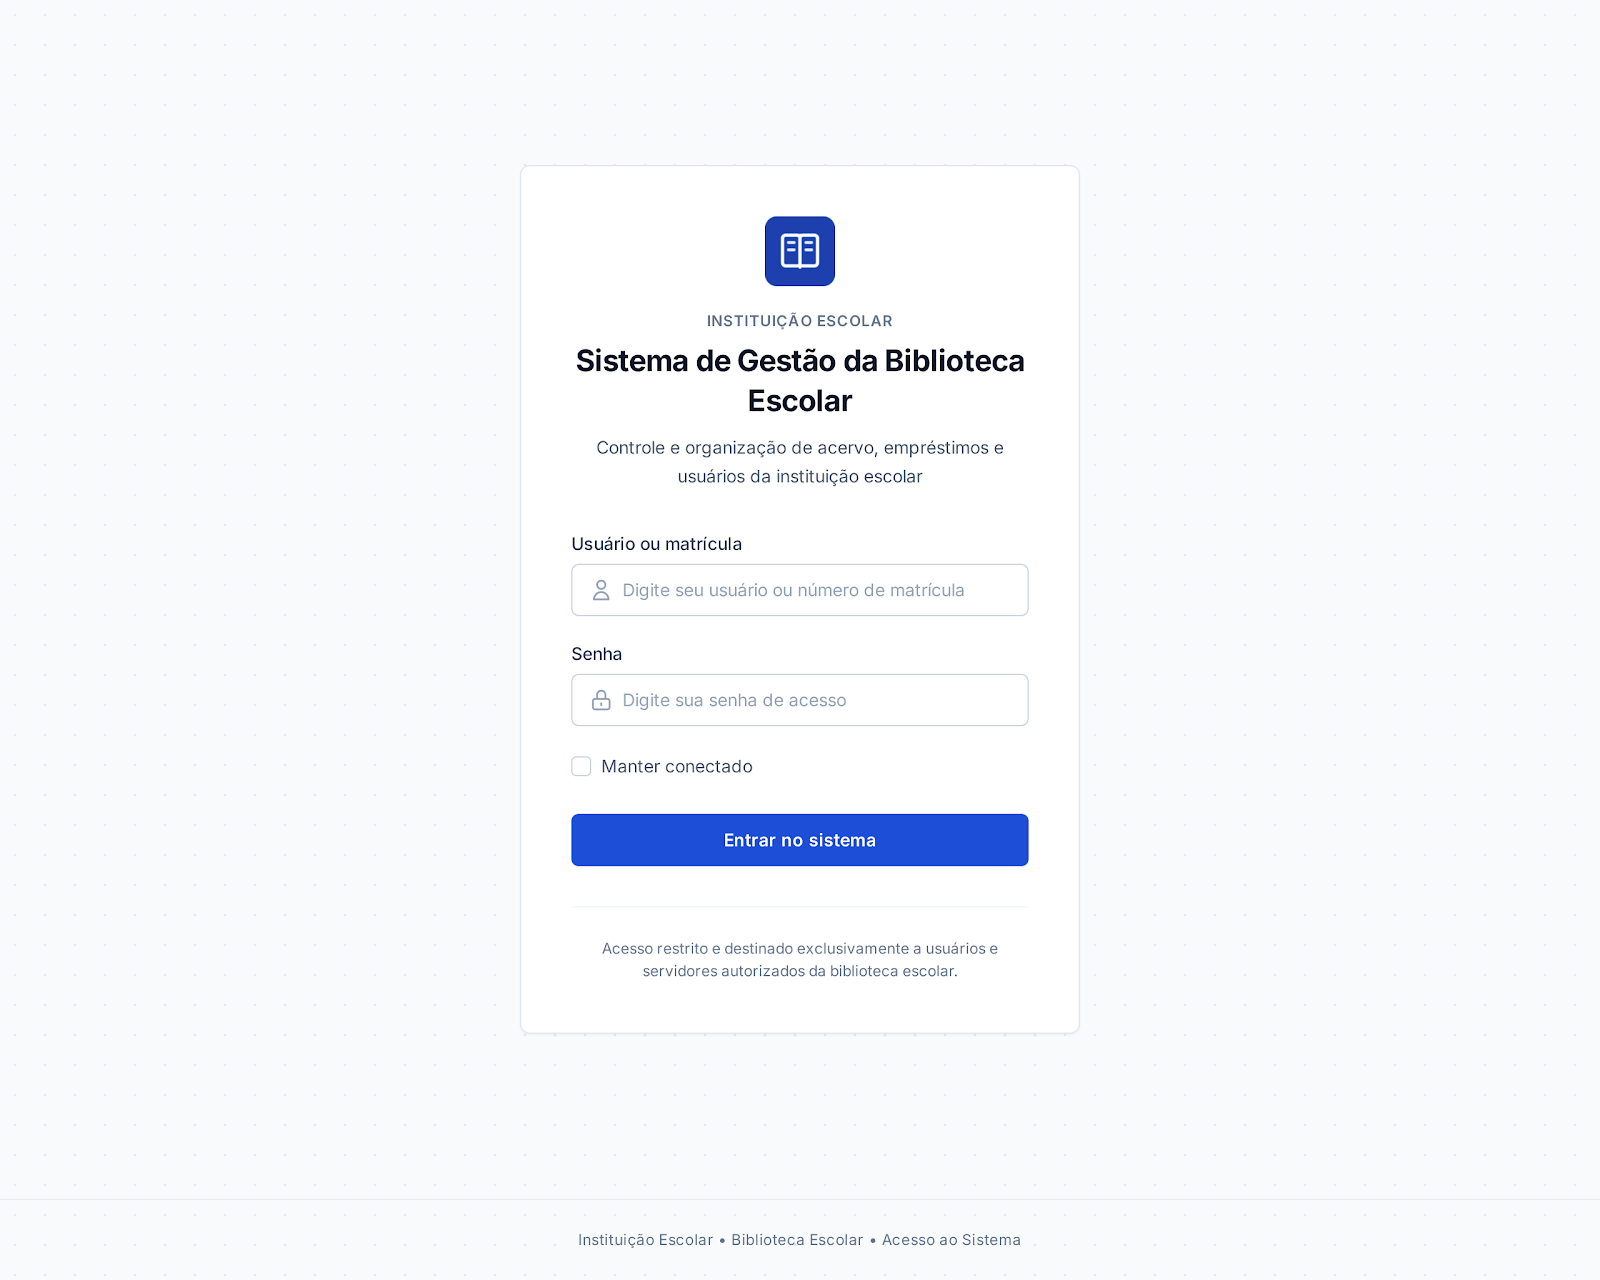 INSTITUIÇÃO ESCOLAR
Sistema de Gestão da Biblioteca
Escolar
Controle e organização de acervo, empréstimos e
usuários da instituição escolar
Usuário ou matrícula
Digite seu usuário ou número de matrícula
Senha
Digite sua senha de acesso
Manter conectado
Entrar no sistema
Acesso restrito e destinado exclusivamente a usuários e
servidores autorizados da biblioteca escolar.
Instituição Escolar • Biblioteca Escolar • Acesso ao Sistema